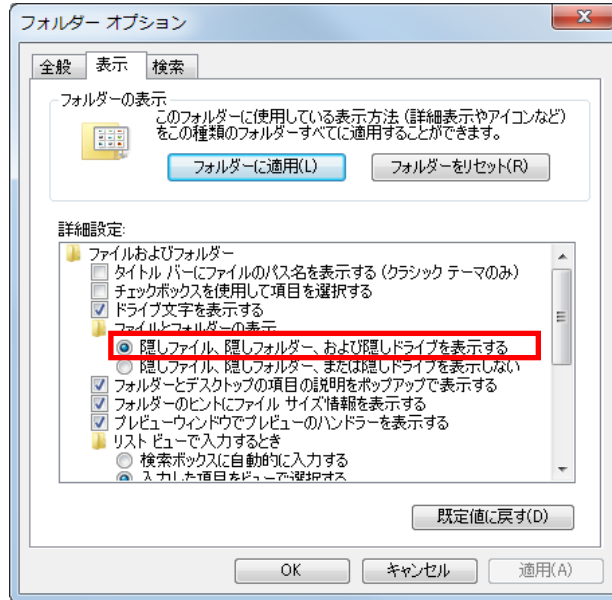 フォルダー オプション
全般
表示
検索
フォルダーの表示
このフォルダーに使用している表示方法 (詳細表示やアイコンなど)
をこの種類のフォルダーすべてに適用することができます。
フォルダーに適用(L)
フォルダーをリセット(R)
詳細設定:
ファイルおよびフォルダー
タイトル バーにファイルのパス名を表示する (クラシック テーマのみ)
チェックボックスを使用して項目を選択する
ドライブ文字を表示する
ファイルとフォルダーの表示
隠しファイル、隠しフォルダー、および隠しドライブを表示する
隠しファイル、隠しフォルダー、または隠しドライブを表示しない
フォルダーとデスクトップの項目の説明をポップアップで表示する
フォルダーのヒントにファイル サイズ情報を表示する
プレビューウィンドウでプレビューのハンドラーを表示する
リスト ビューで入力するとき
検索ボックスに自動的に入力する
入力した項目をビューで選択する
既定値に戻す(D)
OK
キャンセル
適用(A)